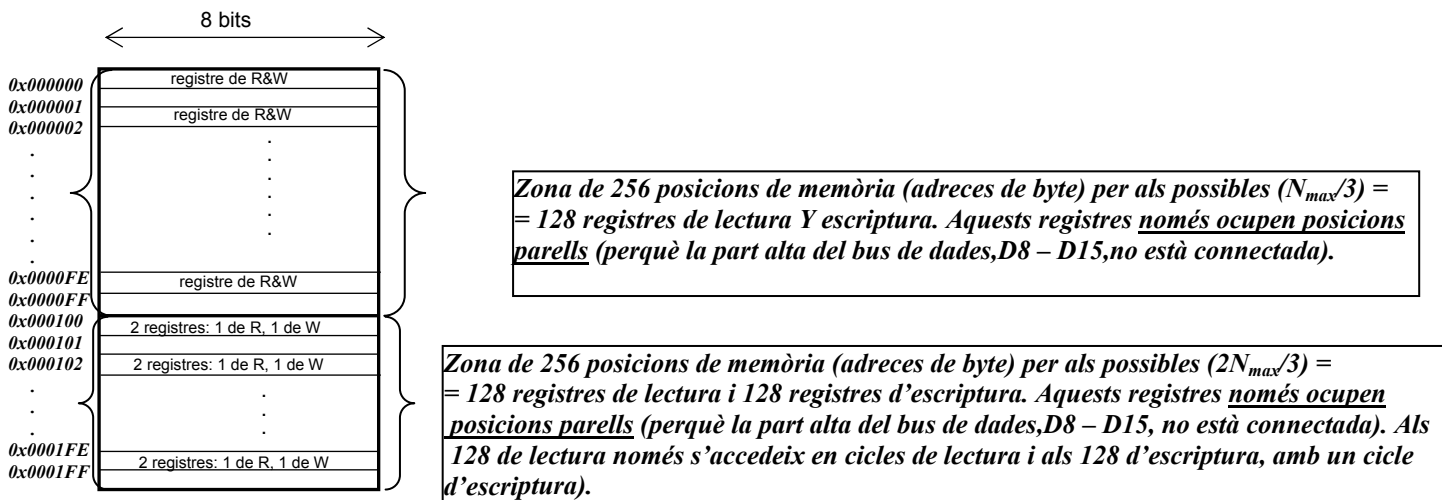 8 bits
0x000000
registre de R&W
0x000001
registre de R&W
0x000002
0x0000FE
registre de R&W
0x0000FF
0x000100
2 registres: 1 de R, 1 de W
0x000101
0x000102
2 registres: 1 de R, 1 de W
0x0001FE
0x0001FF
2 registres: 1 de R, 1 de W
Zona de 256 posicions de memòria (adreces de byte) per als possibles (Nmax/3) =
= 128 registres de lectura Y escriptura. Aquests registres només ocupen posicions
parells (perquè la part alta del bus de dades,D8 – D15,no està connectada).
Zona de 256 posicions de memòria (adreces de byte) per als possibles (2Nmax/3) =
= 128 registres de lectura i 128 registres d’escriptura. Aquests registres només ocupen
posicions parells (perquè la part alta del bus de dades,D8 – D15, no està connectada). Als
128 de lectura només s’accedeix en cicles de lectura i als 128 d’escriptura, amb un cicle
d’escriptura).